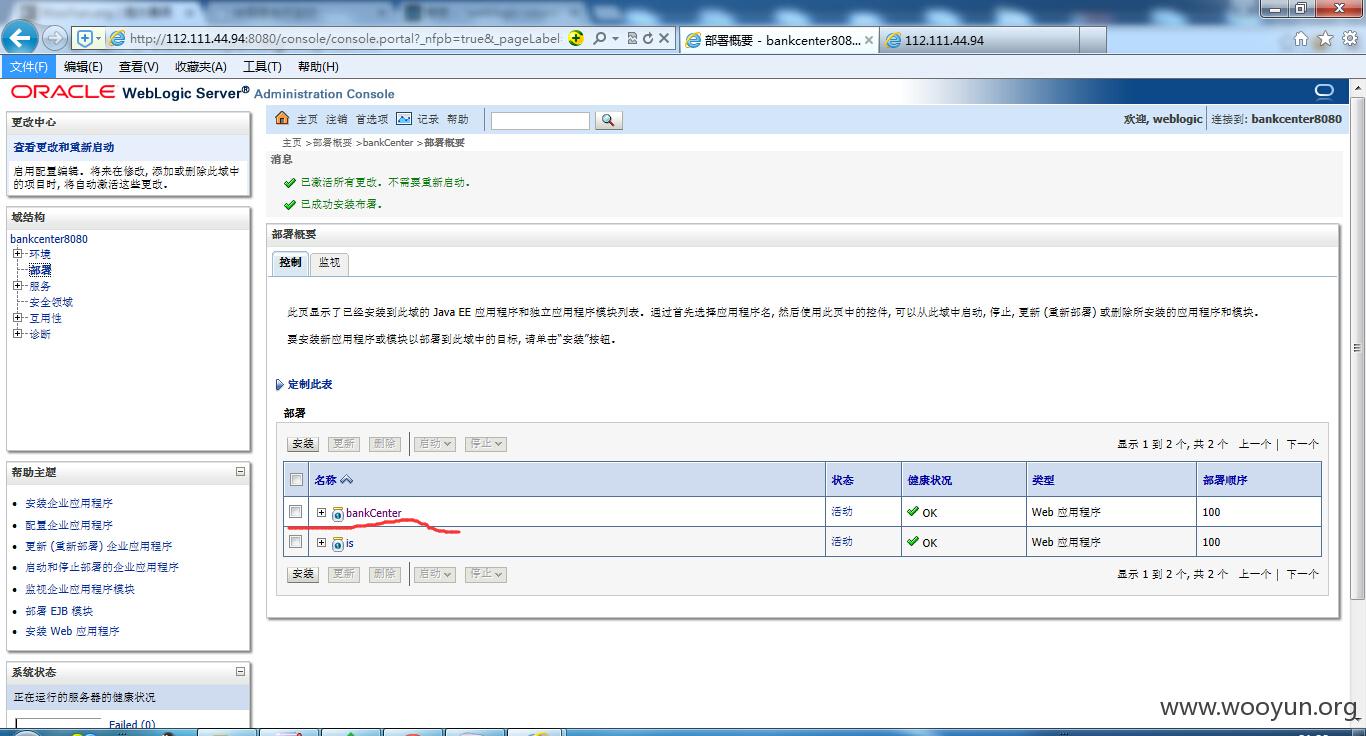 http://112.111.44.94:8080/console/console.portal?_nfpb=true&_pageLabel
部署概要 - bankcenter808...
112.111.44.94
文件(F) 编辑(E) 查看(V) 收藏夹(A) 工具(T) 帮助(H)
ORACLE WebLogic Server® Administration Console
更改中心
查看更改和重新启动
启用配置编辑。将来在修改, 添加或删除此域中
的项目时, 将自动激活这些更改。
域结构
bankcenter8080
环境
部署
服务
安全领域
互用性
诊断
帮助主题
安装企业应用程序
配置企业应用程序
更新 (重新部署) 企业应用程序
启动和停止部署的企业应用程序
监视企业应用程序模块
部署 EJB 模块
安装 Web 应用程序
系统状态
正在运行的服务器的健康状况
Failed (0)
主页 注销 首选项 记录 帮助
欢迎, weblogic 连接到: bankcenter8080
主页 >部署概要 >bankCenter >部署概要
消息
已激活所有更改。不需要重新启动。
已成功安装布署。
部署概要
控制 监视
此页显示了已经安装到此域的 Java EE 应用程序和独立应用程序模块列表。通过首先选择应用程序名, 然后使用此页中的控件, 可以从此域中启动, 停止, 更新 (重新部署) 或删除所安装的应用程序和模块。
要安装新应用程序或模块以部署到此域中的目标, 请单击“安装”按钮。
定制此表
部署
安装 更新 删除 启动 停止 显示 1 到 2 个, 共 2 个 上一个 | 下一个
名称 状态 健康状况 类型 部署顺序
bankCenter 活动 OK Web 应用程序 100
is 活动 OK Web 应用程序 100
安装 更新 删除 启动 停止 显示 1 到 2 个, 共 2 个 上一个 | 下一个
www.wooyun.org